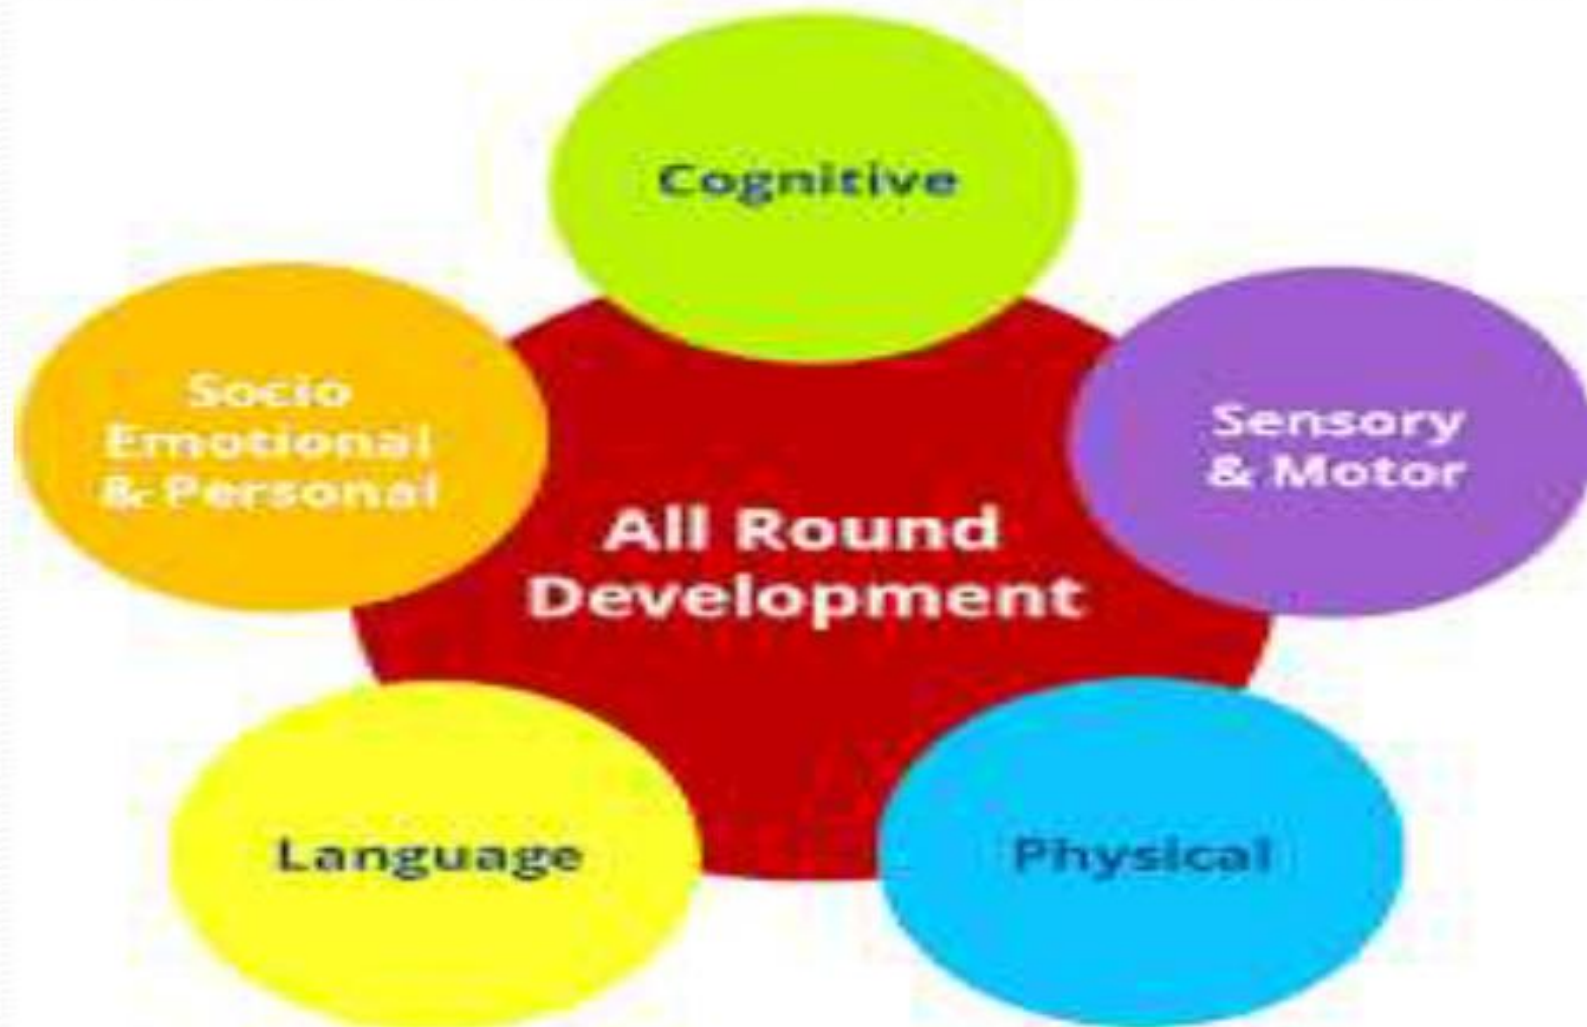 Cognitive
Socio
Emotional
& Personal
Sensory
& Motor
All Round
Development
Language
Physical